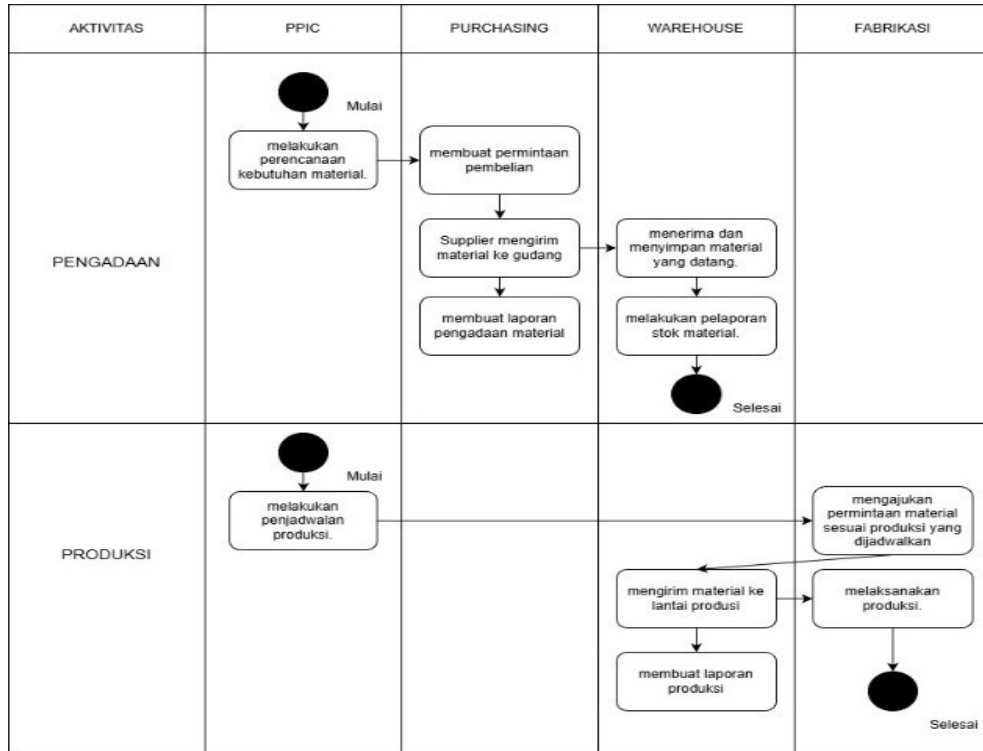 AKTIVITAS
PPIC
PURCHASING
WAREHOUSE
FABRIKASI
PENGADAAN
Mulai
melakukan
perencanaan
kebutuhan material.
membuat permintaan
pembelian
Supplier mengirim
material ke gudang
membuat laporan
pengadaan material
menerima dan
menyimpan material
yang datang.
melakukan pelaporan
stok material.
Selesai
PRODUKSI
Mulai
melakukan
penjadwalan
produksi.
mengajukan
permintaan material
sesuai produksi yang
dijadwalkan
mengirim material ke
lantai produsi
melaksanakan
produksi.
membuat laporan
produksi
Selesai